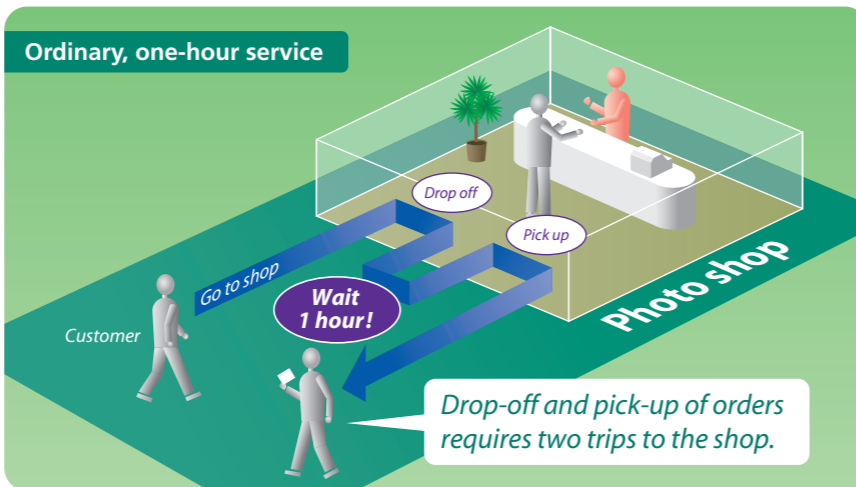 Ordinary, one-hour service
Drop off
Pick up
Go to shop
Wait
1 hour!
Customer
Photo shop
Drop-off and pick-up of orders
requires two trips to the shop.